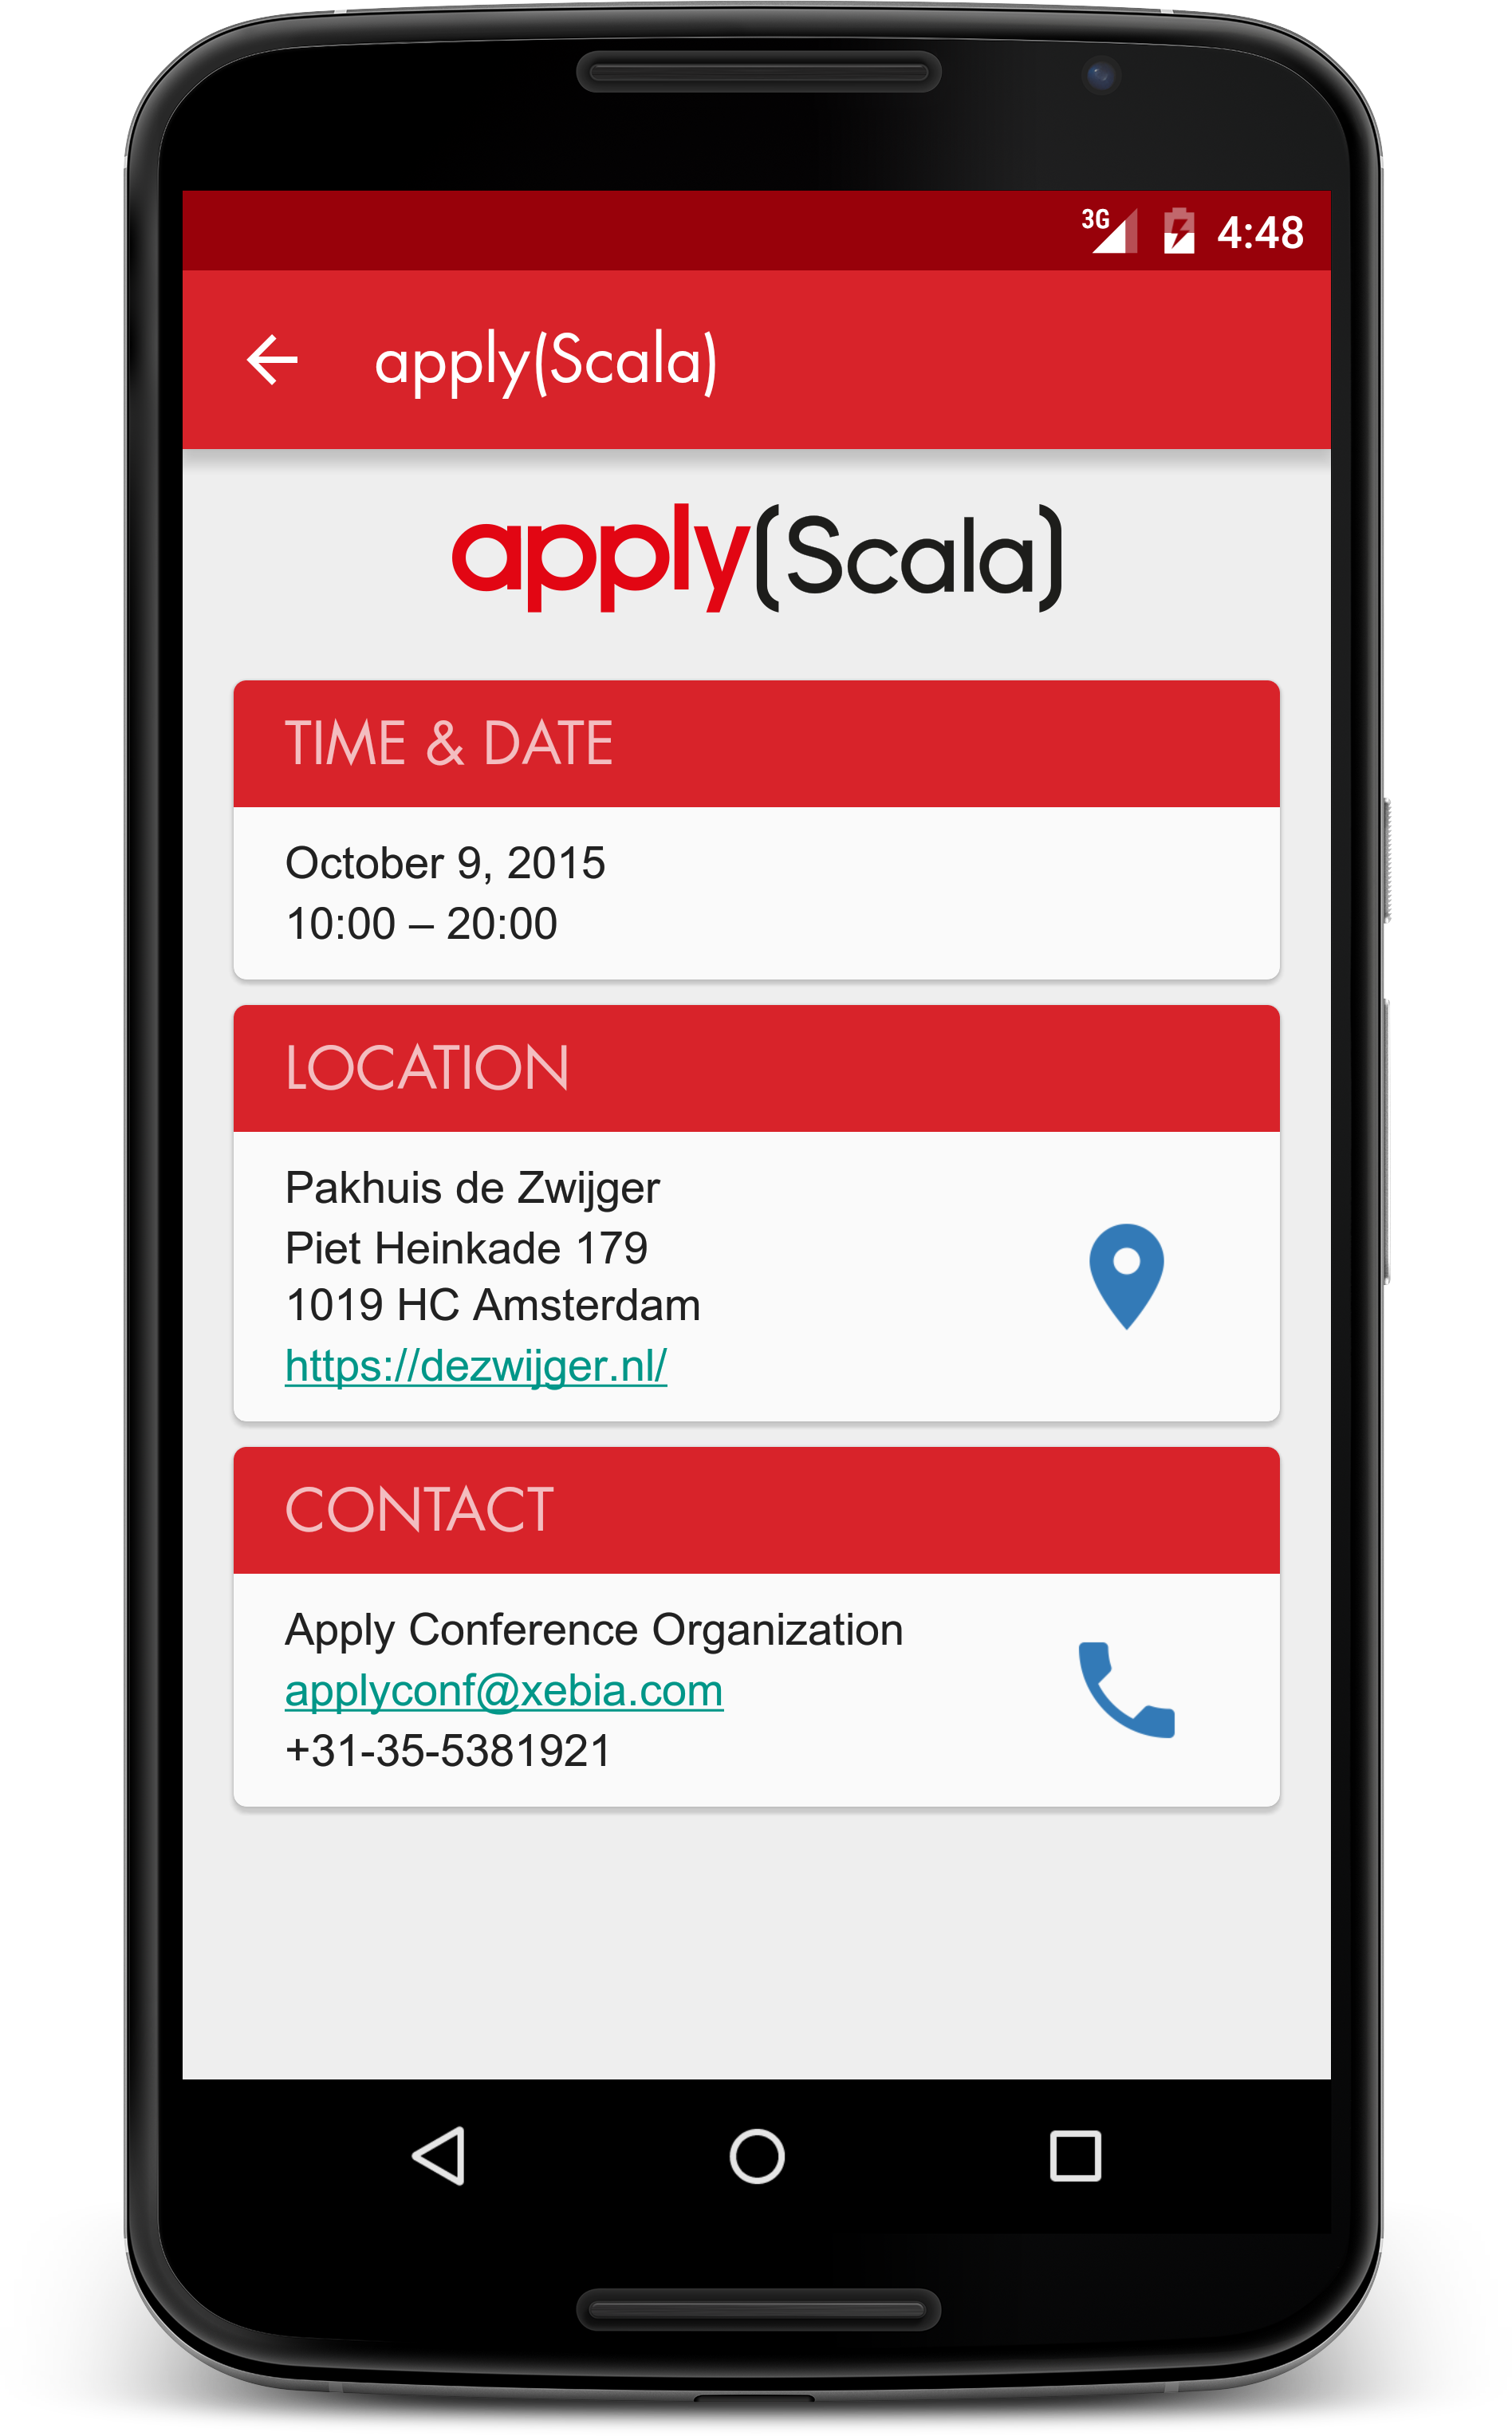 3G 4:48
apply(Scala)
apply(Scala)
TIME & DATE
October 9, 2015
10:00 – 20:00
LOCATION
Pakhuis de Zwijger
Piet Heinkade 179
1019 HC Amsterdam
https://dezwijger.nl/
CONTACT
Apply Conference Organization
applyconf@xebia.com
+31-35-5381921